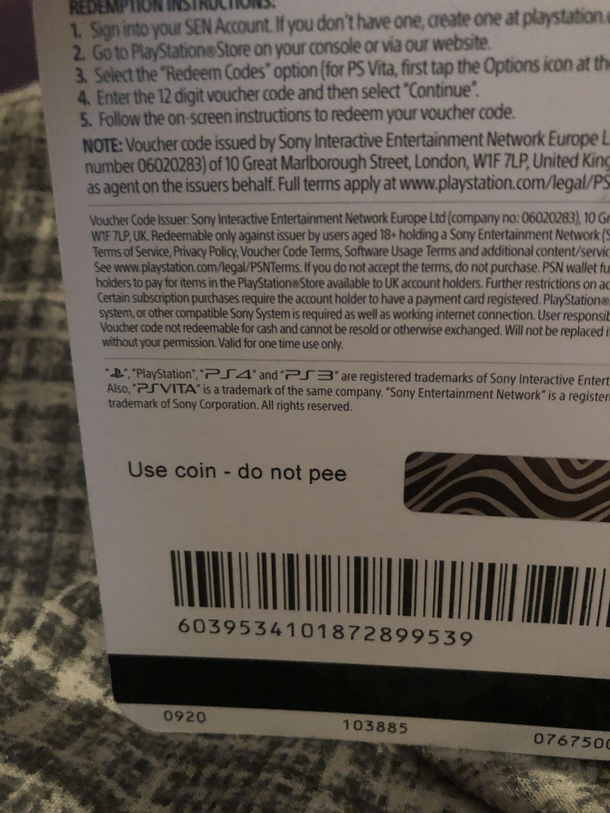 REDEMPTION INSTRUCTIONS:
1. Sign into your SEN Account. If you don't have one, create one at playstation.
2. Go to PlayStation®Store on your console or via our website.
3. Select the "Redeem Codes" option (for PS Vita, first tap the Options icon at the
4. Enter the 12 digit voucher code and then select "Continue".
5. Follow the on-screen instructions to redeem your voucher code.
NOTE: Voucher code issued by Sony Interactive Entertainment Network Europe L
number 06020283) of 10 Great Marlborough Street, London, W1F 7LP, United King
as agent on the issuers behalf. Full terms apply at www.playstation.com/legal/PS
Voucher Code Issuer: Sony Interactive Entertainment Network Europe Ltd (company no: 06020283), 10 Gr
W1F 7LP, UK. Redeemable only against issuer by users aged 18+ holding a Sony Entertainment Network (S
Terms of Service, Privacy Policy, Voucher Code Terms, Software Usage Terms and additional content/servic
See www.playstation.com/legal/PSNTerms. If you do not accept the terms, do not purchase. PSN wallet fu
holders to pay for items in the PlayStation®Store available to UK account holders. Further restrictions on ac
Certain subscription purchases require the account holder to have a payment card registered. PlayStation®
system, or other compatible Sony System is required as well as working internet connection. User responsib
Voucher code not redeemable for cash and cannot be resold or otherwise exchanged. Will not be replaced i
without your permission. Valid for one time use only.
" ", "PlayStation", "PS4" and "PS3" are registered trademarks of Sony Interactive Entert
Also, "PSVITA" is a trademark of the same company. "Sony Entertainment Network" is a register
trademark of Sony Corporation. All rights reserved.
Use coin - do not pee
6039534101872899539
0920 103885 0767500